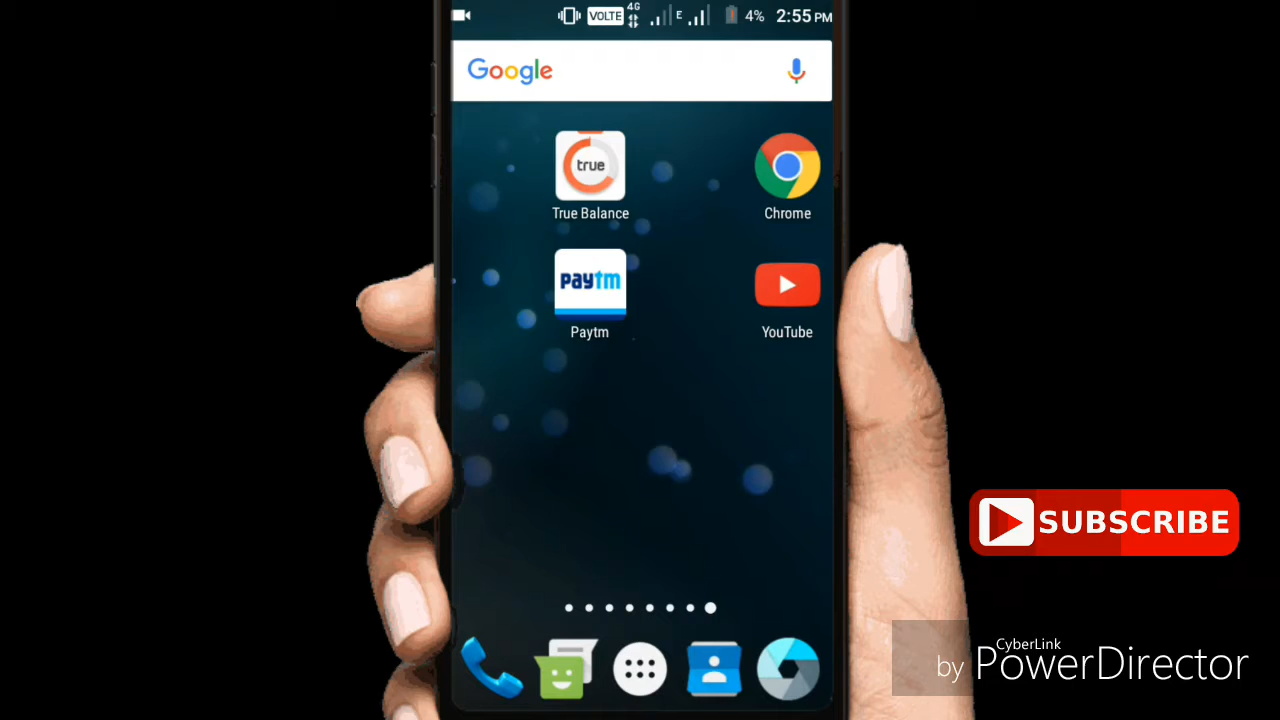 VOLTE 4G E 4% 2:55 PM
Google
true
True Balance
Chrome
paytm
Paytm
YouTube
SUBSCRIBE
CyberLink
by PowerDirector